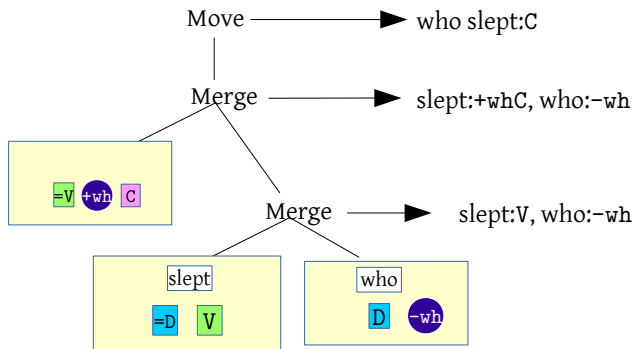 Move who slept:C
Merge slept:+whC, who:-wh
=V +wh C
Merge slept:V, who:-wh
slept who
=D V D -wh